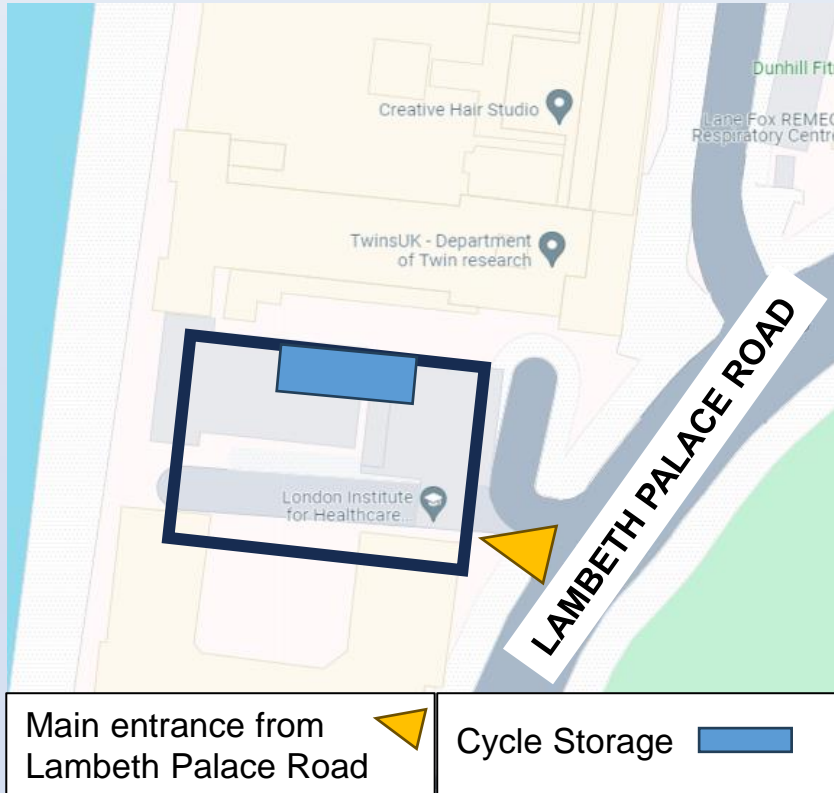 Dunhill Fit
Creative Hair Studio
Lane Fox REMEO
Respiratory Centre
TwinsUK - Department
of Twin research
LAMBETH PALACE ROAD
London Institute
for Healthcare...
Main entrance from
Lambeth Palace Road
Cycle Storage